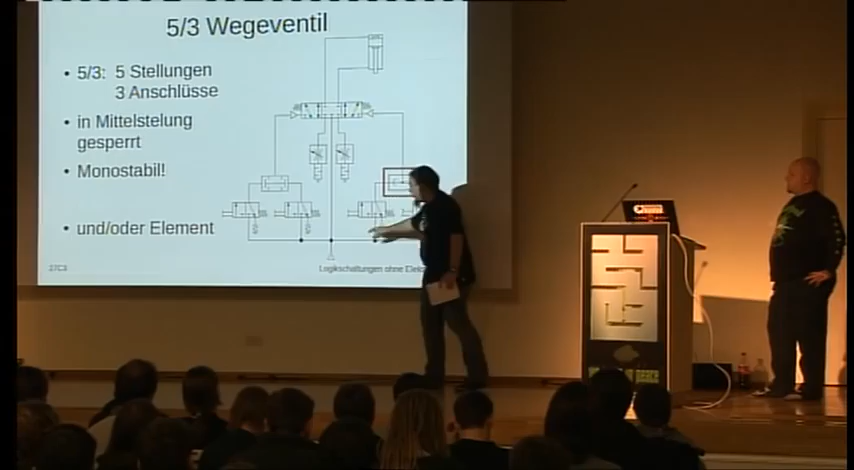 5/3 Wegeventil
• 5/3: 5 Stellungen
3 Anschlüsse
• in Mittelstelung
gesperrt
• Monostabil!
• und/oder Element
27C3
Logikschaltungen ohne